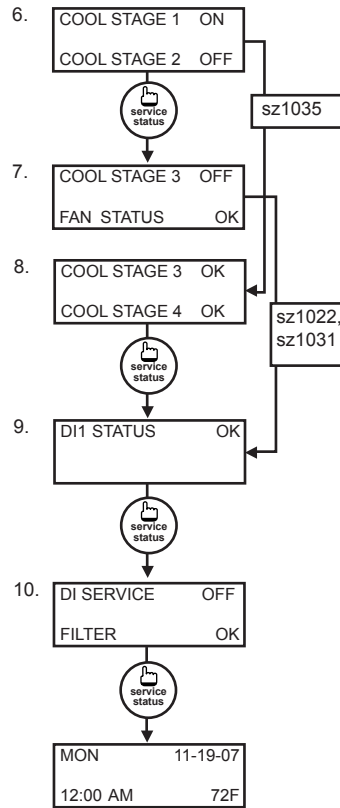 6.
COOL STAGE 1 ON
COOL STAGE 2 OFF
service
status
sz1035
7.
COOL STAGE 3 OFF
FAN STATUS OK
8.
COOL STAGE 3 OK
COOL STAGE 4 OK
service
status
sz1022,
sz1031
9.
DI1 STATUS OK
service
status
10.
DI SERVICE OFF
FILTER OK
service
status
MON 11-19-07
12:00 AM 72F